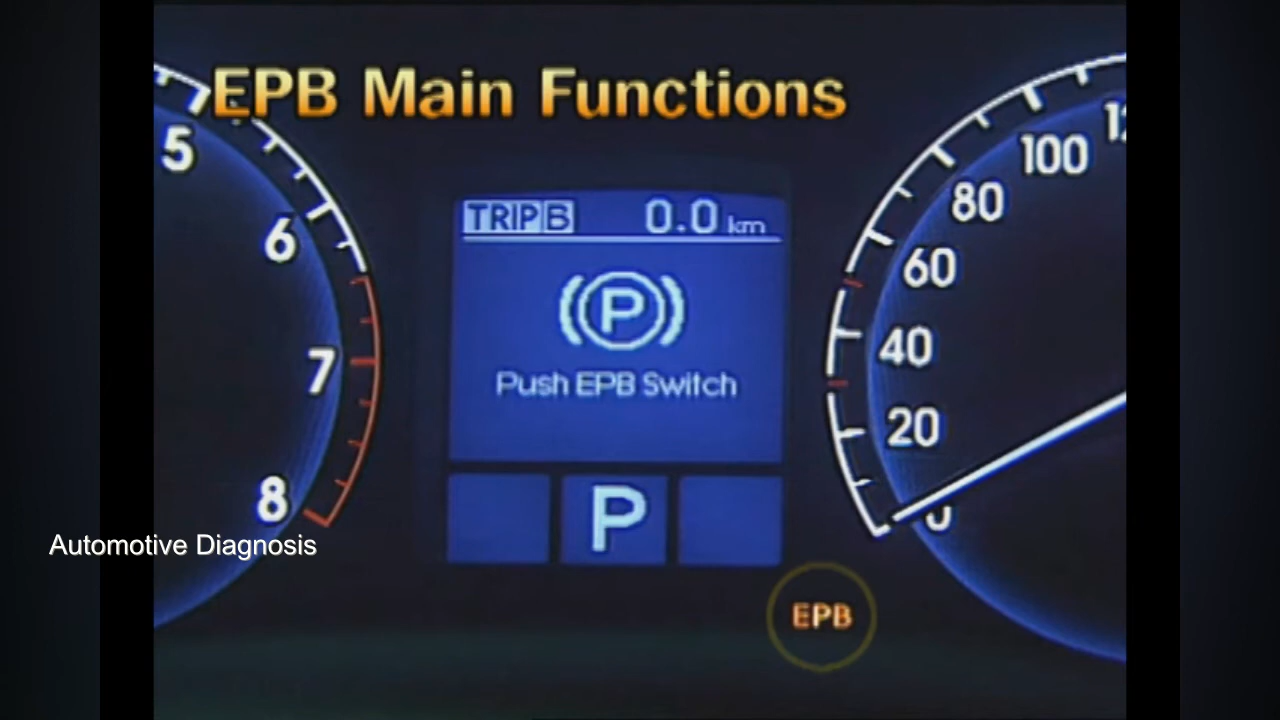 EPB Main Functions
5
6
7
8
TRIP B 0.0 km
(P)
Push EPB Switch
P
100
80
60
40
20
0
EPB
Automotive Diagnosis